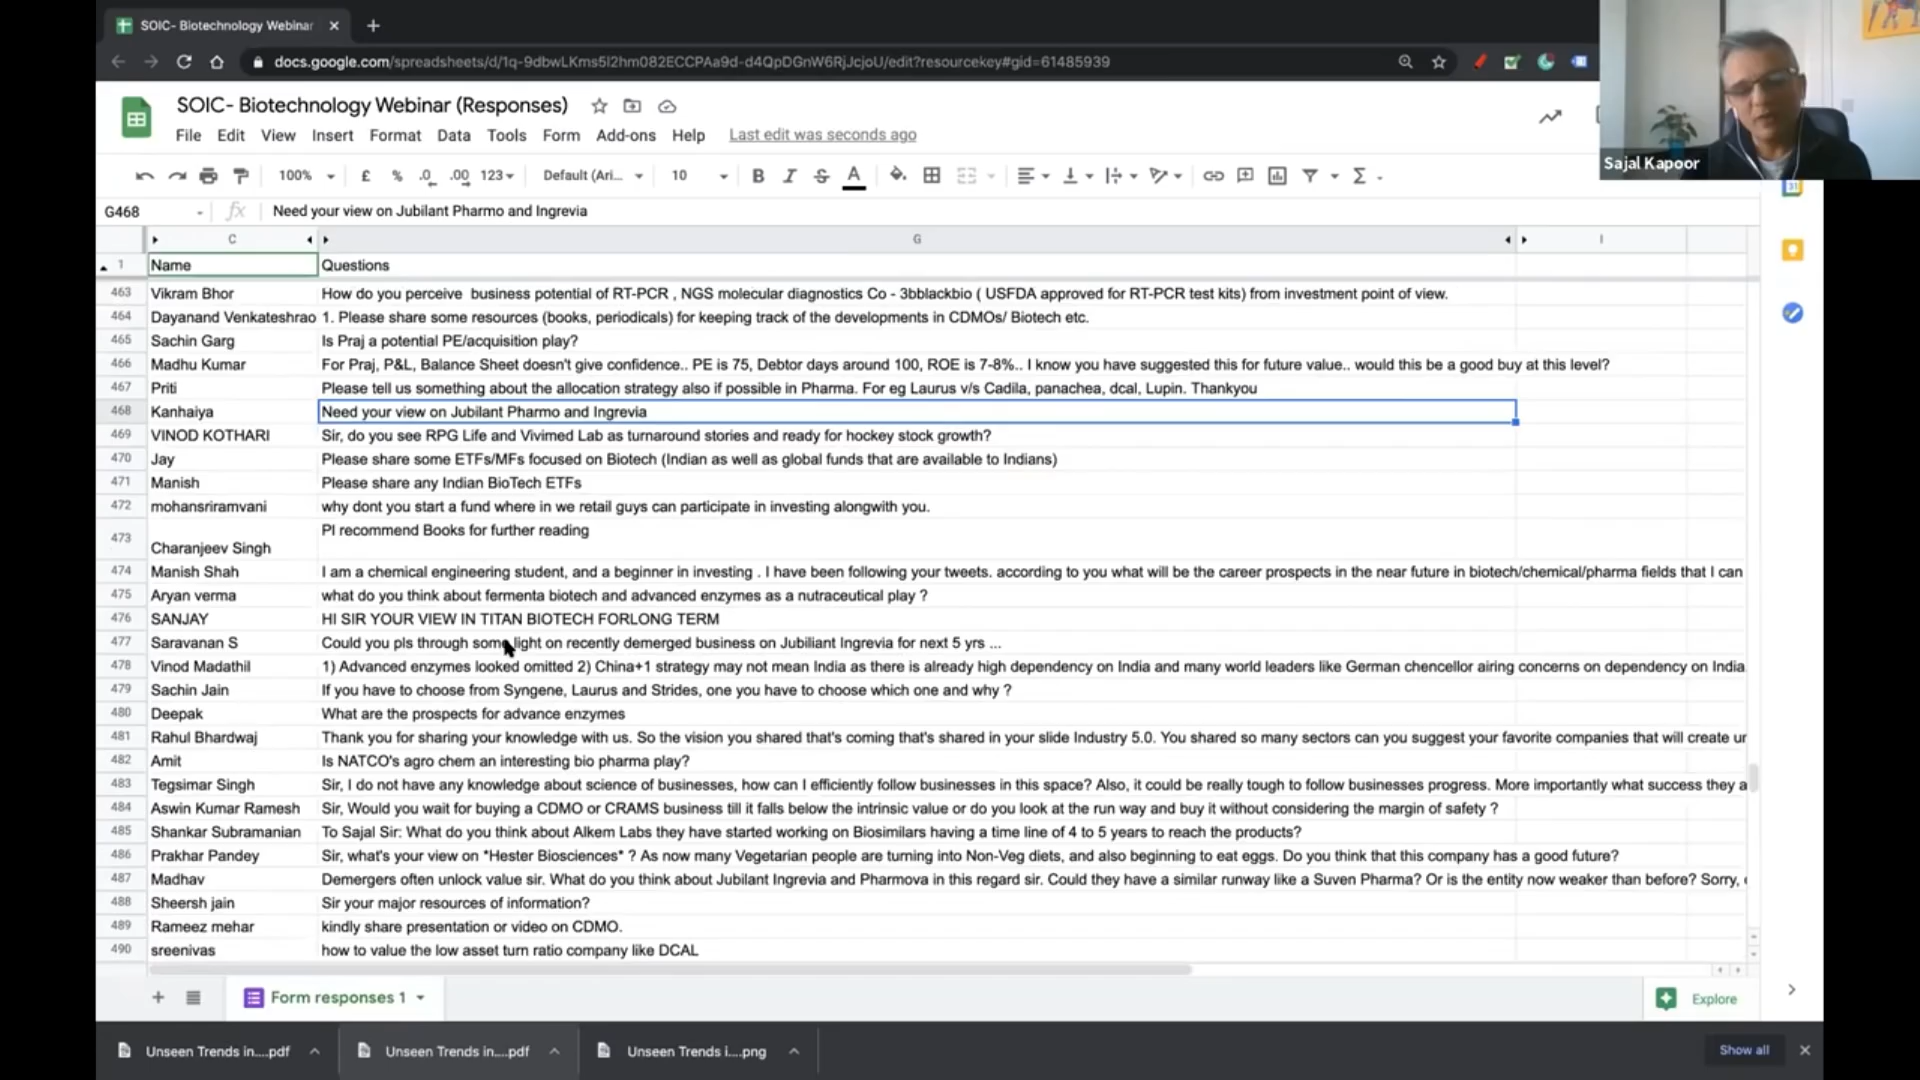 SOIC- Biotechnology Webinar
docs.google.com/spreadsheets/d/1q-9dbwLKms5I2hm082ECCPAa9d-d4QpDGnW6RJJcjoU/edit?resourcekey#gid=61485939
SOIC- Biotechnology Webinar (Responses)
File Edit View Insert Format Data Tools Form Add-ons Help Last edit was seconds ago
Sajal Kapoor
100% £ % .0 .00 123 Default (Ari... 10 B I S A Σ
G468 fx Need your view on Jubilant Pharmo and Ingrevia
C G I
1 Name Questions
463 Vikram Bhor How do you perceive business potential of RT-PCR , NGS molecular diagnostics Co - 3bblackbio ( USFDA approved for RT-PCR test kits) from investment point of view.
464 Dayanand Venkateshrao 1. Please share some resources (books, periodicals) for keeping track of the developments in CDMOs/ Biotech etc.
465 Sachin Garg Is Praj a potential PE/acquisition play?
466 Madhu Kumar For Praj, P&L, Balance Sheet doesn't give confidence.. PE is 75, Debtor days around 100, ROE is 7-8%.. I know you have suggested this for future value.. would this be a good buy at this level?
467 Priti Please tell us something about the allocation strategy also if possible in Pharma. For eg Laurus v/s Cadila, panachea, dcal, Lupin. Thankyou
468 Kanhaiya Need your view on Jubilant Pharmo and Ingrevia
469 VINOD KOTHARI Sir, do you see RPG Life and Vivimed Lab as turnaround stories and ready for hockey stock growth?
470 Jay Please share some ETFs/MFs focused on Biotech (Indian as well as global funds that are available to Indians)
471 Manish Please share any Indian BioTech ETFs
472 mohansriramvani why dont you start a fund where in we retail guys can participate in investing alongwith you.
473 Charanjeev Singh Pl recommend Books for further reading
474 Manish Shah I am a chemical engineering student, and a beginner in investing . I have been following your tweets. according to you what will be the career prospects in the near future in biotech/chemical/pharma fields that I can
475 Aryan verma what do you think about fermenta biotech and advanced enzymes as a nutraceutical play ?
476 SANJAY HI SIR YOUR VIEW IN TITAN BIOTECH FORLONG TERM
477 Saravanan S Could you pls through some light on recently demerged business on Jubiliant Ingrevia for next 5 yrs ...
478 Vinod Madathil 1) Advanced enzymes looked omitted 2) China+1 strategy may not mean India as there is already high dependency on India and many world leaders like German chencellor airing concerns on dependency on India
479 Sachin Jain If you have to choose from Syngene, Laurus and Strides, one you have to choose which one and why ?
480 Deepak What are the prospects for advance enzymes
481 Rahul Bhardwaj Thank you for sharing your knowledge with us. So the vision you shared that's coming that's shared in your slide Industry 5.0. You shared so many sectors can you suggest your favorite companies that will create ur
482 Amit Is NATCO's agro chem an interesting bio pharma play?
483 Tegsimar Singh Sir, I do not have any knowledge about science of businesses, how can I efficiently follow businesses in this space? Also, it could be really tough to follow businesses progress. More importantly what success they a
484 Aswin Kumar Ramesh Sir, Would you wait for buying a CDMO or CRAMS business till it falls below the intrinsic value or do you look at the run way and buy it without considering the margin of safety ?
485 Shankar Subramanian To Sajal Sir: What do you think about Alkem Labs they have started working on Biosimilars having a time line of 4 to 5 years to reach the products?
486 Prakhar Pandey Sir, what's your view on *Hester Biosciences* ? As now many Vegetarian people are turning into Non-Veg diets, and also beginning to eat eggs. Do you think that this company has a good future?
487 Madhav Demergers often unlock value sir. What do you think about Jubilant Ingrevia and Pharmova in this regard sir. Could they have a similar runway like a Suven Pharma? Or is the entity now weaker than before? Sorry,
488 Sheersh jain Sir your major resources of information?
489 Rameez mehar kindly share presentation or video on CDMO.
490 sreenivas how to value the low asset turn ratio company like DCAL
Form responses 1 Explore
Unseen Trends in....pdf Unseen Trends in....pdf Unseen Trends i....png Show all